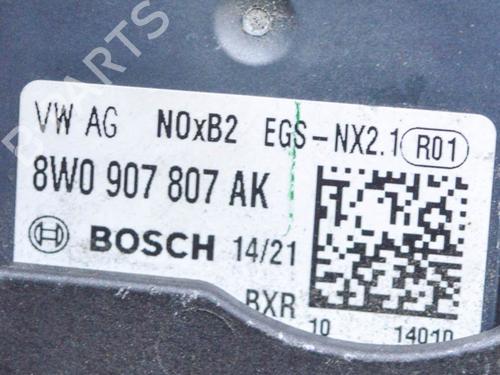 VW AG NOxB2 EGS-NX2.1 R01
8W0 907 807 AK
BOSCH 14/21
BXR
10 14010